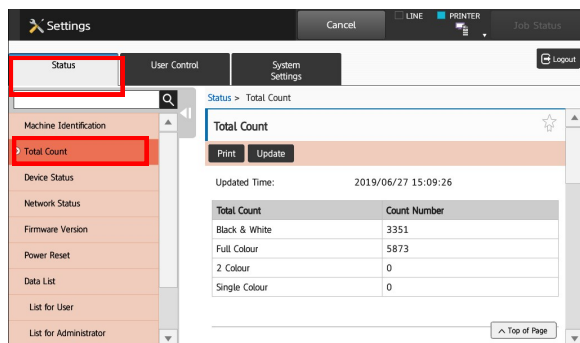 Settings
Cancel
LINE
PRINTER
Job Status
Status
User Control
System
Settings
Logout
Status > Total Count
Machine Identification
Total Count
Device Status
Network Status
Firmware Version
Power Reset
Data List
List for User
List for Administrator
Total Count
Print Update
Updated Time: 2019/06/27 15:09:26
Total Count Count Number
Black & White 3351
Full Colour 5873
2 Colour 0
Single Colour 0
Top of Page